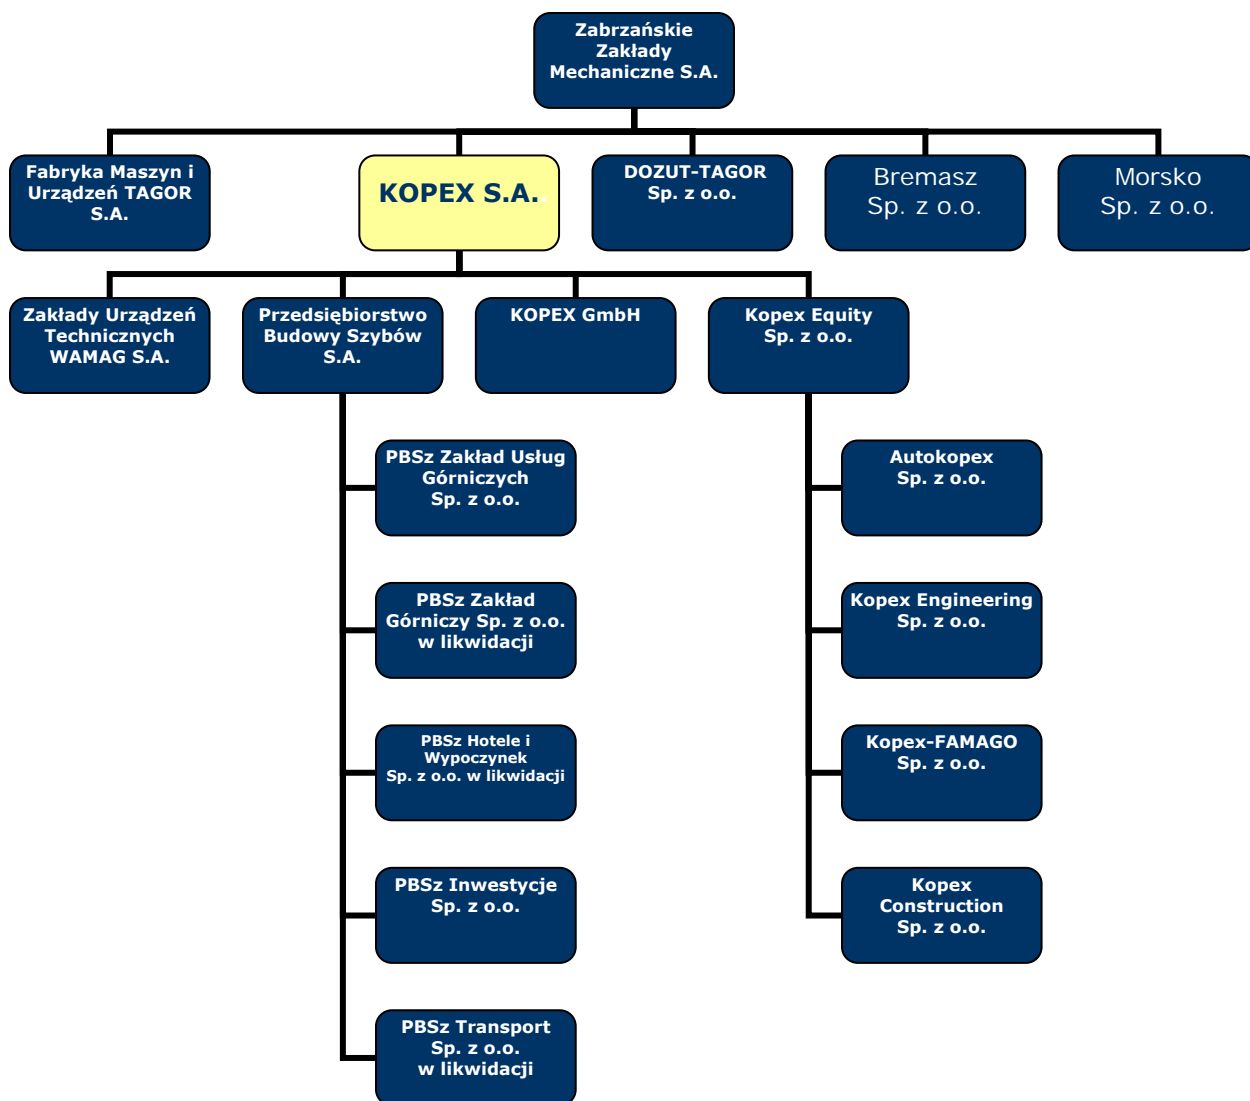 Zabrzańskie
Zakłady
Mechaniczne S.A.
Fabryka Maszyn i
Urządzeń TAGOR
S.A.
KOPEX S.A..
DOZUT-TAGOR
Sp. z o.o.
Bremasz
Sp. z o.o.
Morsko
Sp. z o.o.
Zakłady Urządzeń
Technicznych
WAMAG S.A.
Przedsiębiorstwo
Budowy Szybów
S.A.
KOPEX GmbH
Kopex Equity
Sp. z o.o.
PBSz Zakład Usług
Górniczych
Sp. z o.o.
Autokopex
Sp. z o.o.
PBSz Zakład
Górniczy Sp. z o.o.
w likwidacji
Kopex Engineering
Sp. z o.o.
PBSz Hotele i
Wypoczynek
Sp. z o.o. w likwidacji
Kopex-FAMAGO
Sp. z o.o.
PBSz Inwestycje
Sp. z o.o.
Kopex
Construction
Sp. z o.o.
PBSz Transport
Sp. z o.o.
w likwidacji